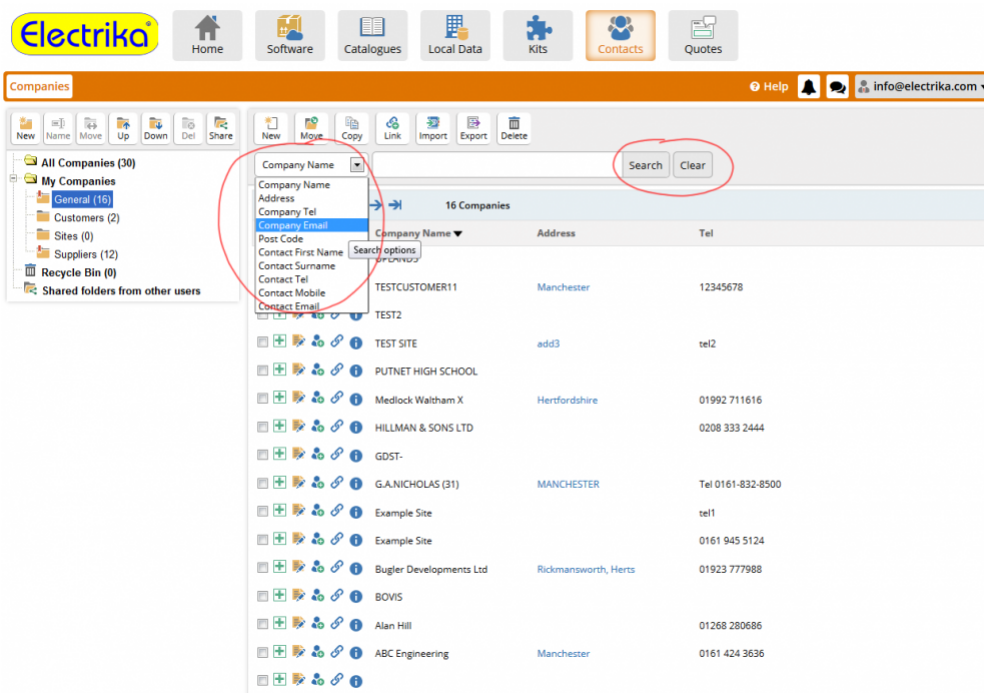 Electrika®
Home Software Catalogues Local Data Kits Contacts Quotes
Companies
Help info@electrika.com
New Name Move Up Down Del Share
New Move Copy Link Import Export Delete
All Companies (30)
My Companies
General (16)
Customers (2)
Sites (0)
Suppliers (12)
Recycle Bin (0)
Shared folders from other users
Company Name Search Clear
Company Name
Address
Company Tel
Company Email
Post Code
Contact First Name
Contact Surname
Contact Tel
Contact Mobile
Contact Email
Search options
16 Companies
Company Name Address Tel
UPLANDS
TESTCUSTOMER11 Manchester 12345678
TEST2
TEST SITE add3 tel2
PUTNET HIGH SCHOOL
Medlock Waltham X Hertfordshire 01992 711616
HILLMAN & SONS LTD 0208 333 2444
GDST-
G.A.NICHOLAS (31) MANCHESTER Tel 0161-832-8500
Example Site tel1
Example Site 0161 945 5124
Bugler Developments Ltd Rickmansworth, Herts 01923 777988
BOVIS
Alan Hill 01268 280686
ABC Engineering Manchester 0161 424 3636